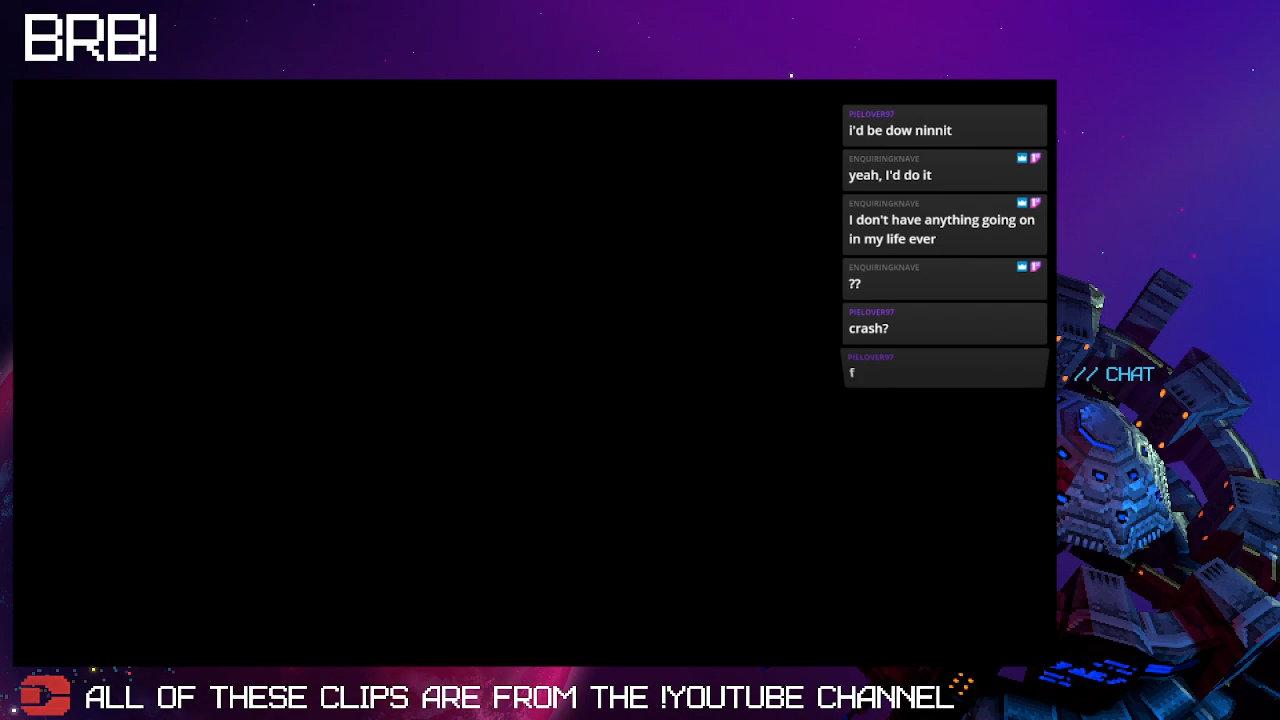 BRB!
PIELOVER97
i'd be dow ninnit
ENQUIRINGKNAVE
yeah, I'd do it
ENQUIRINGKNAVE
I don't have anything going on
in my life ever
ENQUIRINGKNAVE
??
PIELOVER97
crash?
PIELOVER97
f
// CHAT
ALL OF THESE CLIPS ARE FROM THE !YOUTUBE CHANNEL